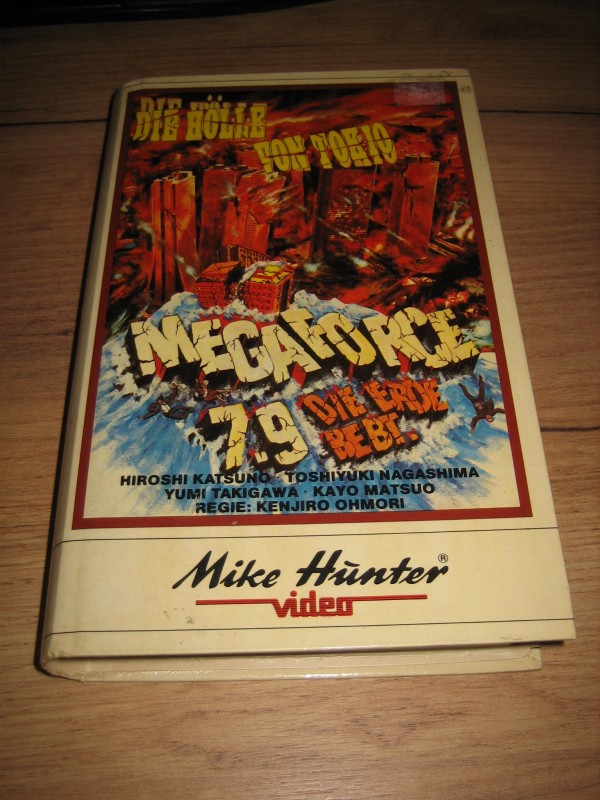 DIE HÖLLE
VON TOKIO
MEGAFORCE
7.9 DIE ERDE
BEBT.
HIROSHI KATSUNO · TOSHIYUKI NAGASHIMA
YUMI TAKIGAWA · KAYO MATSUO
REGIE: KENJIRO OHMORI
Mike Hunter®
video